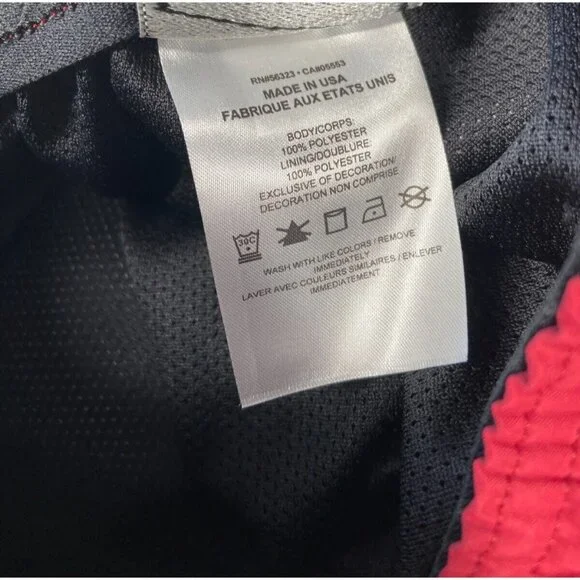 RN#56323 • CA#05553
MADE IN USA
FABRIQUE AUX ETATS UNIS
BODY/CORPS:
100% POLYESTER
LINING/DOUBLURE:
100% POLYESTER
EXCLUSIVE OF DECORATION/
DECORATION NON COMPRISE
30C
WASH WITH LIKE COLORS / REMOVE
IMMEDIATELY
LAVER AVEC COULEURS SIMILAIRES / ENLEVER
IMMEDIATEMENT